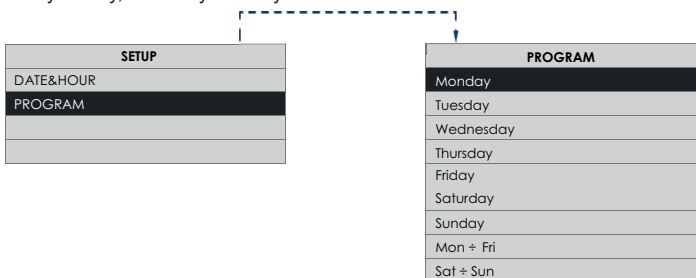 SETUP
DATE&HOUR
PROGRAM
PROGRAM
Monday
Tuesday
Wednesday
Thursday
Friday
Saturday
Sunday
Mon ÷ Fri
Sat ÷ Sun